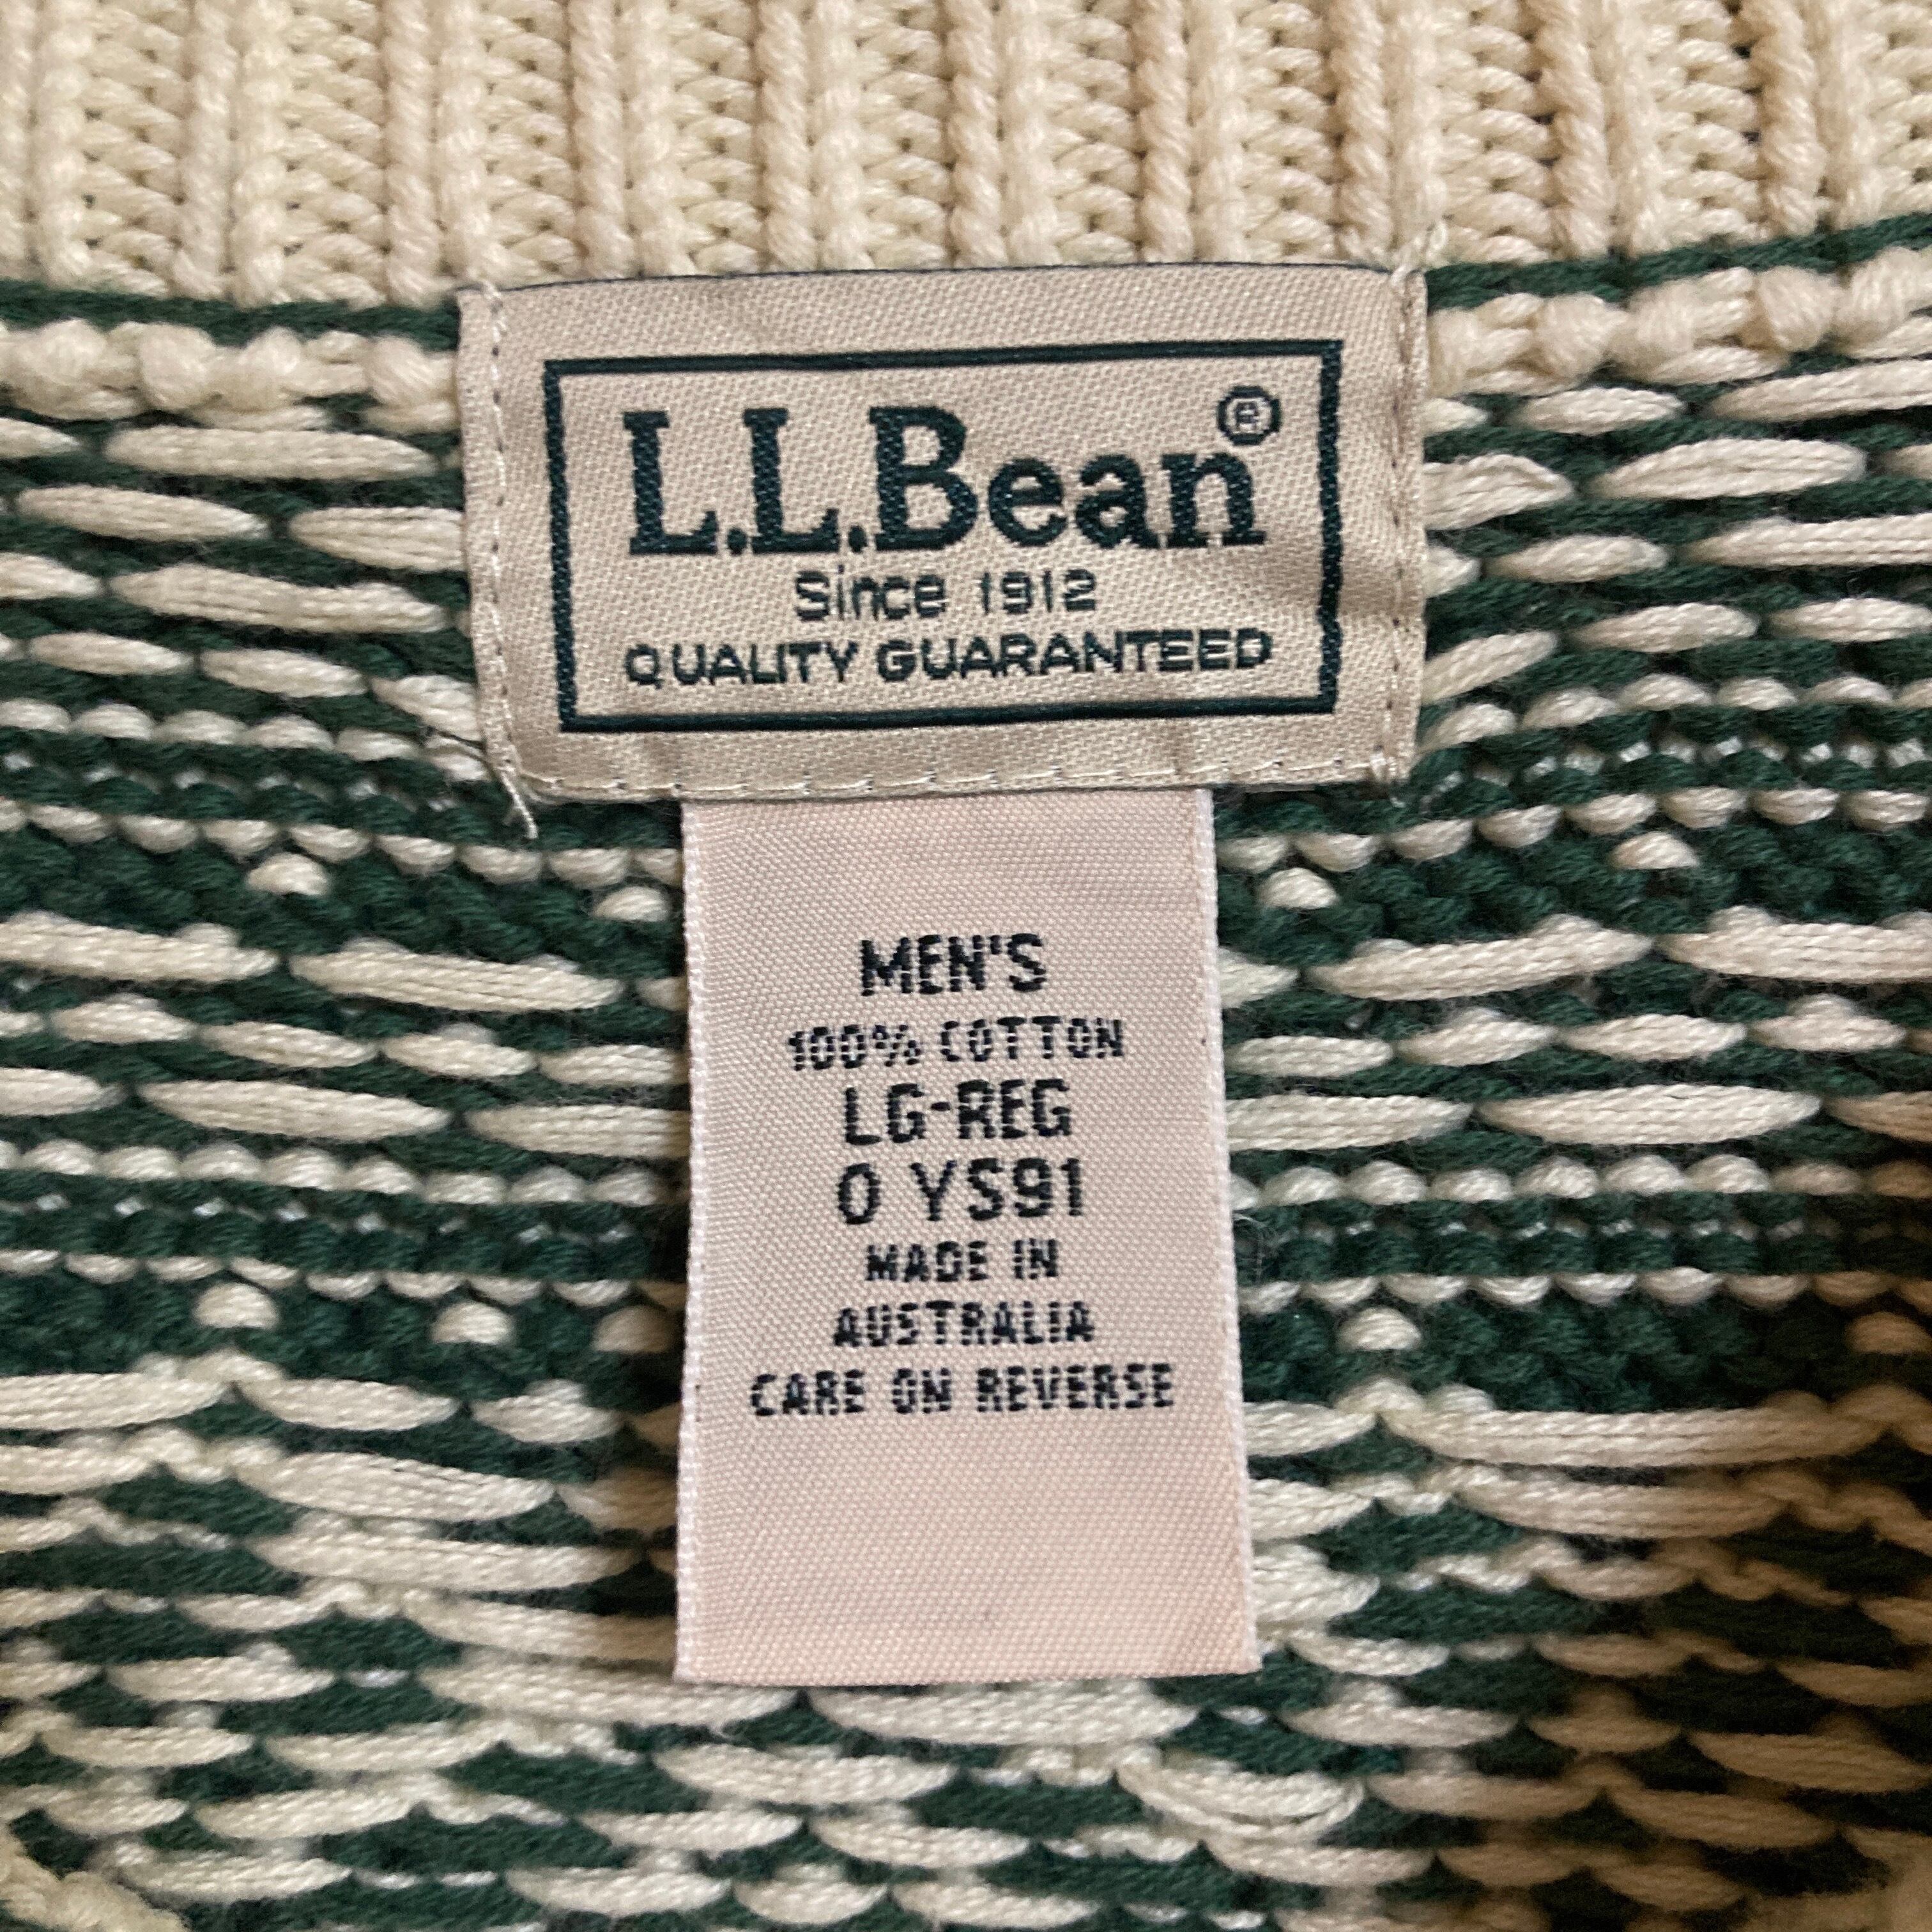 L.L.Bean®
Since 1912
QUALITY GUARANTEED
MEN'S
100% COTTON
LG-REG
0 YS91
MADE IN
AUSTRALIA
CARE ON REVERSE